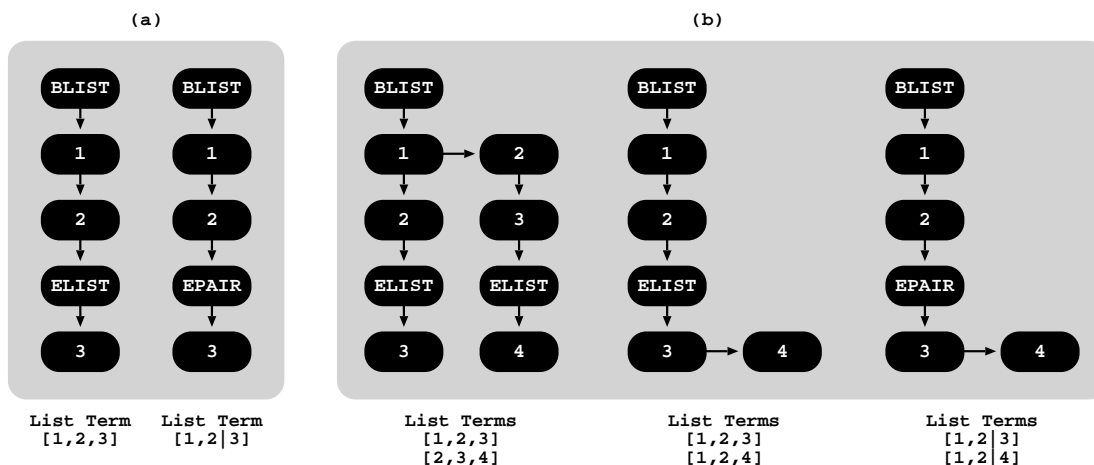 (a) (b)
BLIST BLIST BLIST BLIST BLIST
1 1 1 2 1 1
2 2 2 3 2 2
ELIST EPAIR ELIST ELIST ELIST EPAIR
3 3 3 4 3 4 3 4
List Term List Term List Terms List Terms List Terms
[1,2,3] [1,2|3] [1,2,3] [1,2,3] [1,2|3]
[2,3,4] [1,2,4] [1,2|4]